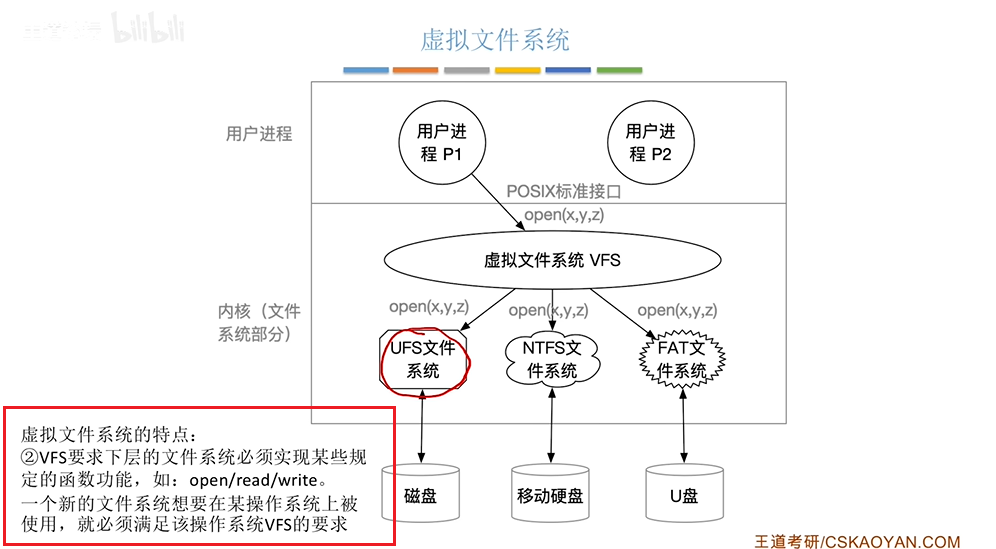 bilibili
虚拟文件系统
用户进程
用户进
程 P1
用户进
程 P2
POSIX标准接口
open(x,y,z)
虚拟文件系统 VFS
内核（文件
系统部分）
open(x,y,z)
open(x,y,z)
open(x,y,z)
UFS文件
系统
NTFS文
件系统
FAT文
件系统
虚拟文件系统的特点：
②VFS要求下层的文件系统必须实现某些规
定的函数功能，如：open/read/write。
一个新的文件系统想要在某操作系统上被
使用，就必须满足该操作系统VFS的要求
磁盘
移动硬盘
U盘
王道考研/CSKAOYAN.COM